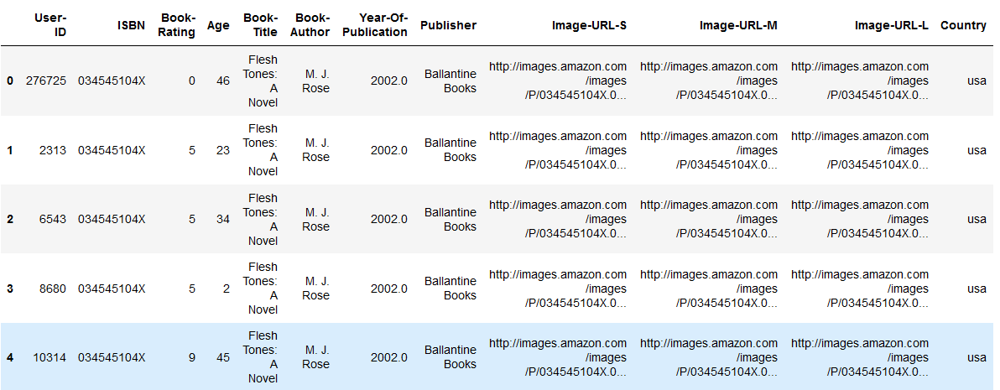 User-ID ISBN Book-Rating Age Book-Title Book-Author Year-Of-Publication Publisher Image-URL-S Image-URL-M Image-URL-L Country
0 276725 034545104X 0 46 Flesh Tones: A Novel M. J. Rose 2002.0 Ballantine Books http://images.amazon.com/images/P/034545104X.0... http://images.amazon.com/images/P/034545104X.0... http://images.amazon.com/images/P/034545104X.0... usa
1 2313 034545104X 5 23 Flesh Tones: A Novel M. J. Rose 2002.0 Ballantine Books http://images.amazon.com/images/P/034545104X.0... http://images.amazon.com/images/P/034545104X.0... http://images.amazon.com/images/P/034545104X.0... usa
2 6543 034545104X 5 34 Flesh Tones: A Novel M. J. Rose 2002.0 Ballantine Books http://images.amazon.com/images/P/034545104X.0... http://images.amazon.com/images/P/034545104X.0... http://images.amazon.com/images/P/034545104X.0... usa
3 8680 034545104X 5 2 Flesh Tones: A Novel M. J. Rose 2002.0 Ballantine Books http://images.amazon.com/images/P/034545104X.0... http://images.amazon.com/images/P/034545104X.0... http://images.amazon.com/images/P/034545104X.0... usa
4 10314 034545104X 9 45 Flesh Tones: A Novel M. J. Rose 2002.0 Ballantine Books http://images.amazon.com/images/P/034545104X.0... http://images.amazon.com/images/P/034545104X.0... http://images.amazon.com/images/P/034545104X.0... usa